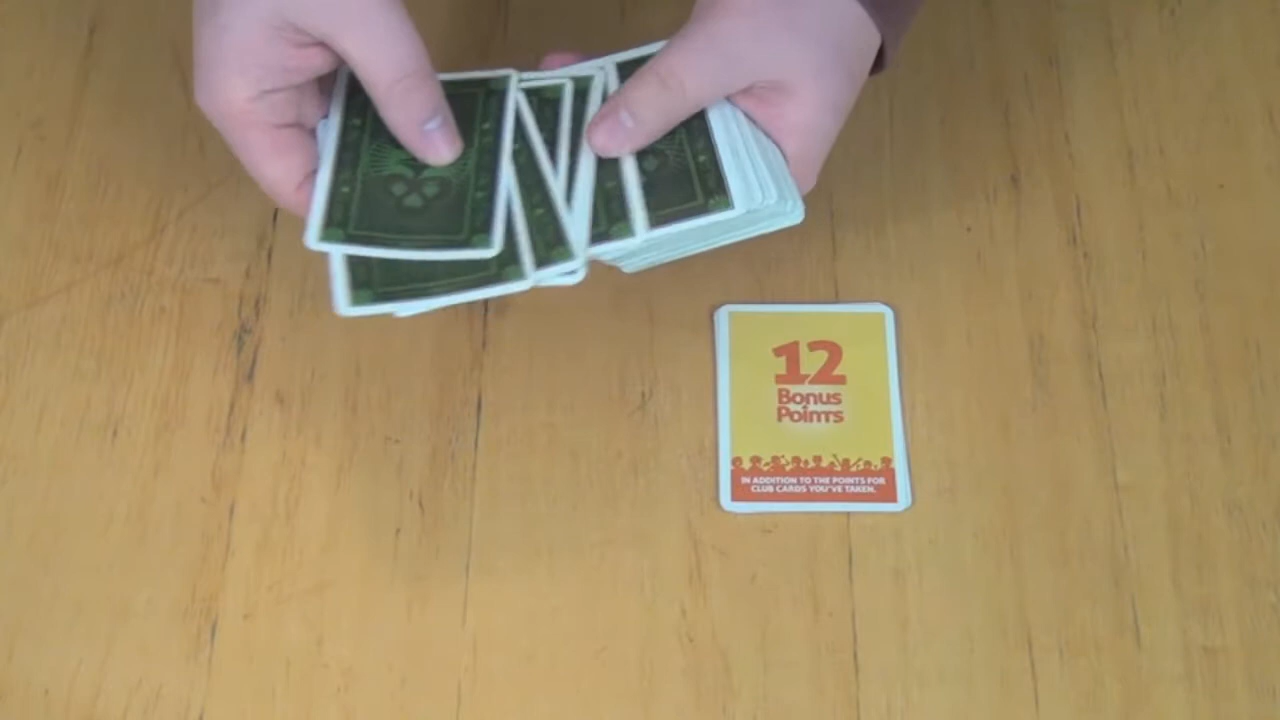 12
Bonus
Points
IN ADDITION TO THE POINTS FOR
CLUB CARDS YOU'VE TAKEN.